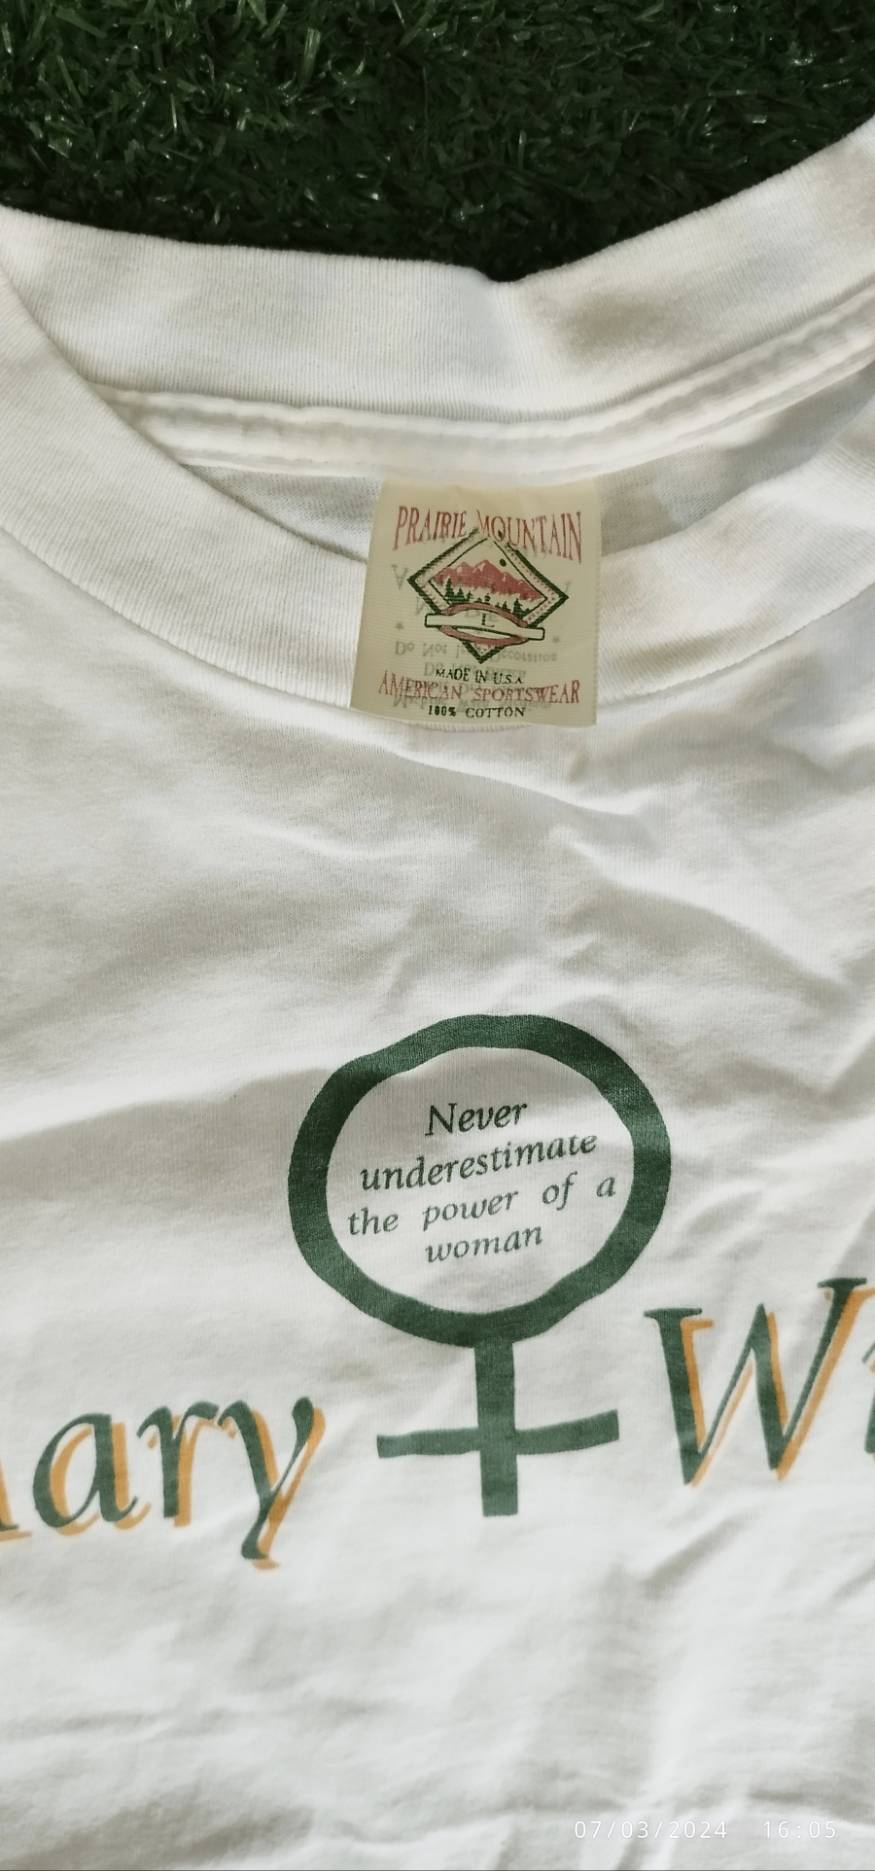 PRAIRIE MOUNTAIN
L
MADE IN U.S.A
AMERICAN SPORTSWEAR
100% COTTON
Never
underestimate
the power of a
woman
ary W
07/03/2024 16:05